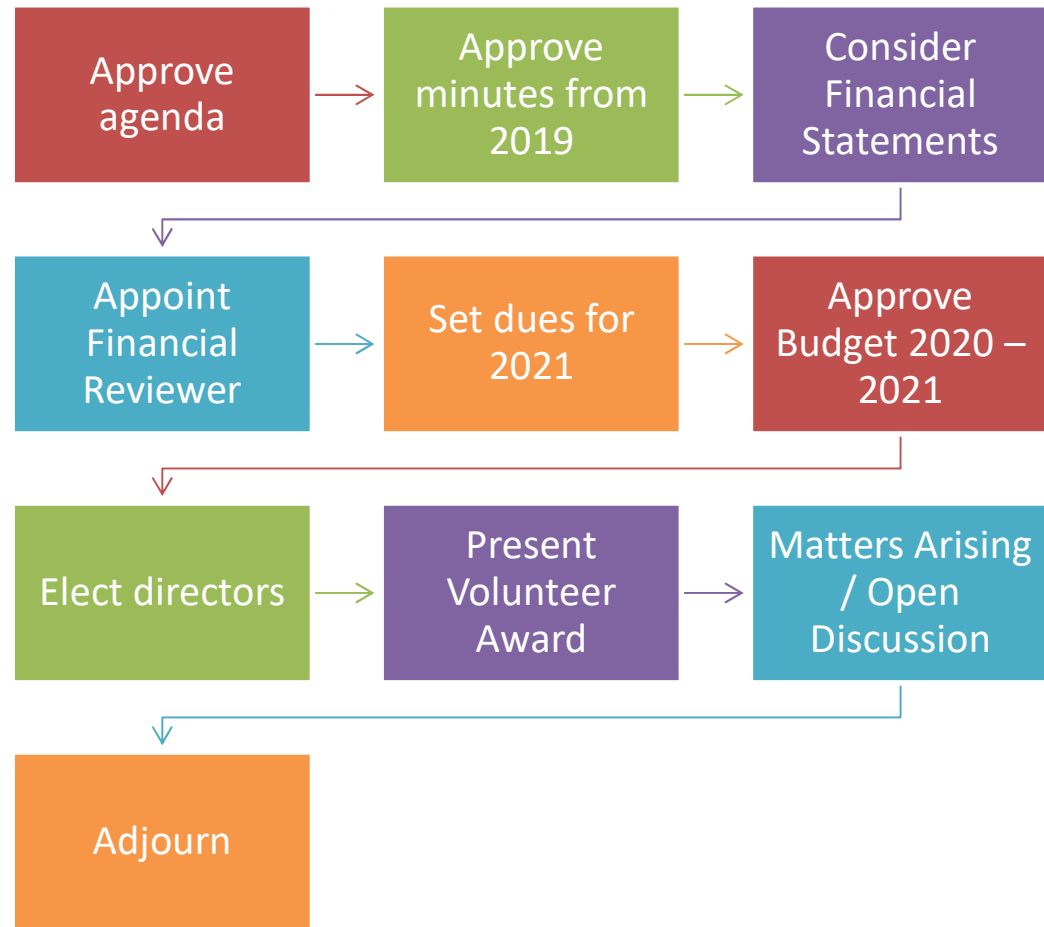 Approve
agenda
Approve
minutes from
2019
Consider
Financial
Statements
Appoint
Financial
Reviewer
Set dues for
2021
Approve
Budget 2020 –
2021
Elect directors
Present
Volunteer
Award
Matters Arising
/ Open
Discussion
Adjourn